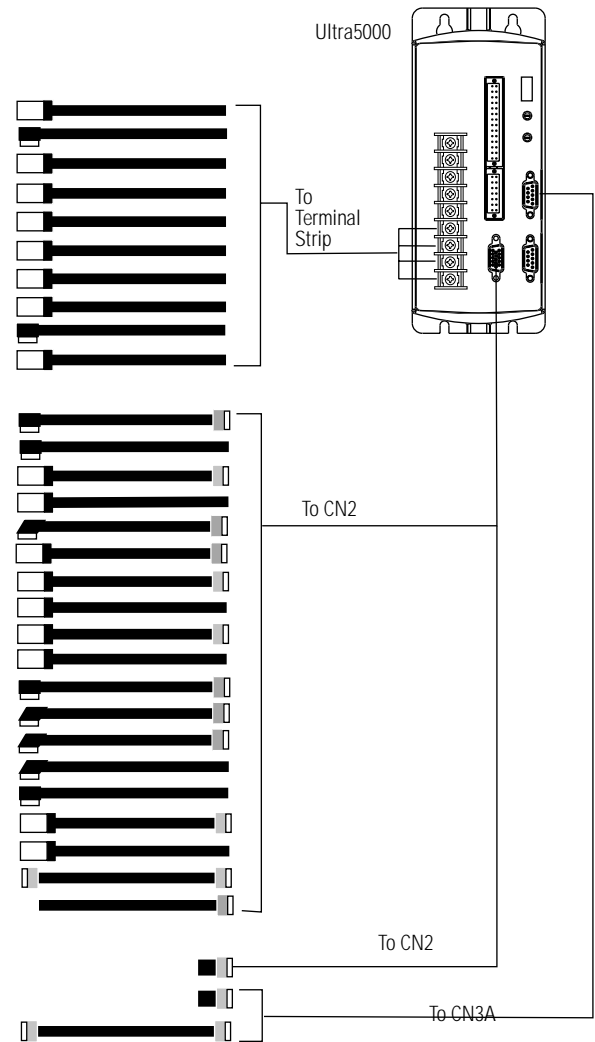 Ultra5000
To
Terminal
Strip
To CN2
To CN2
To CN3A